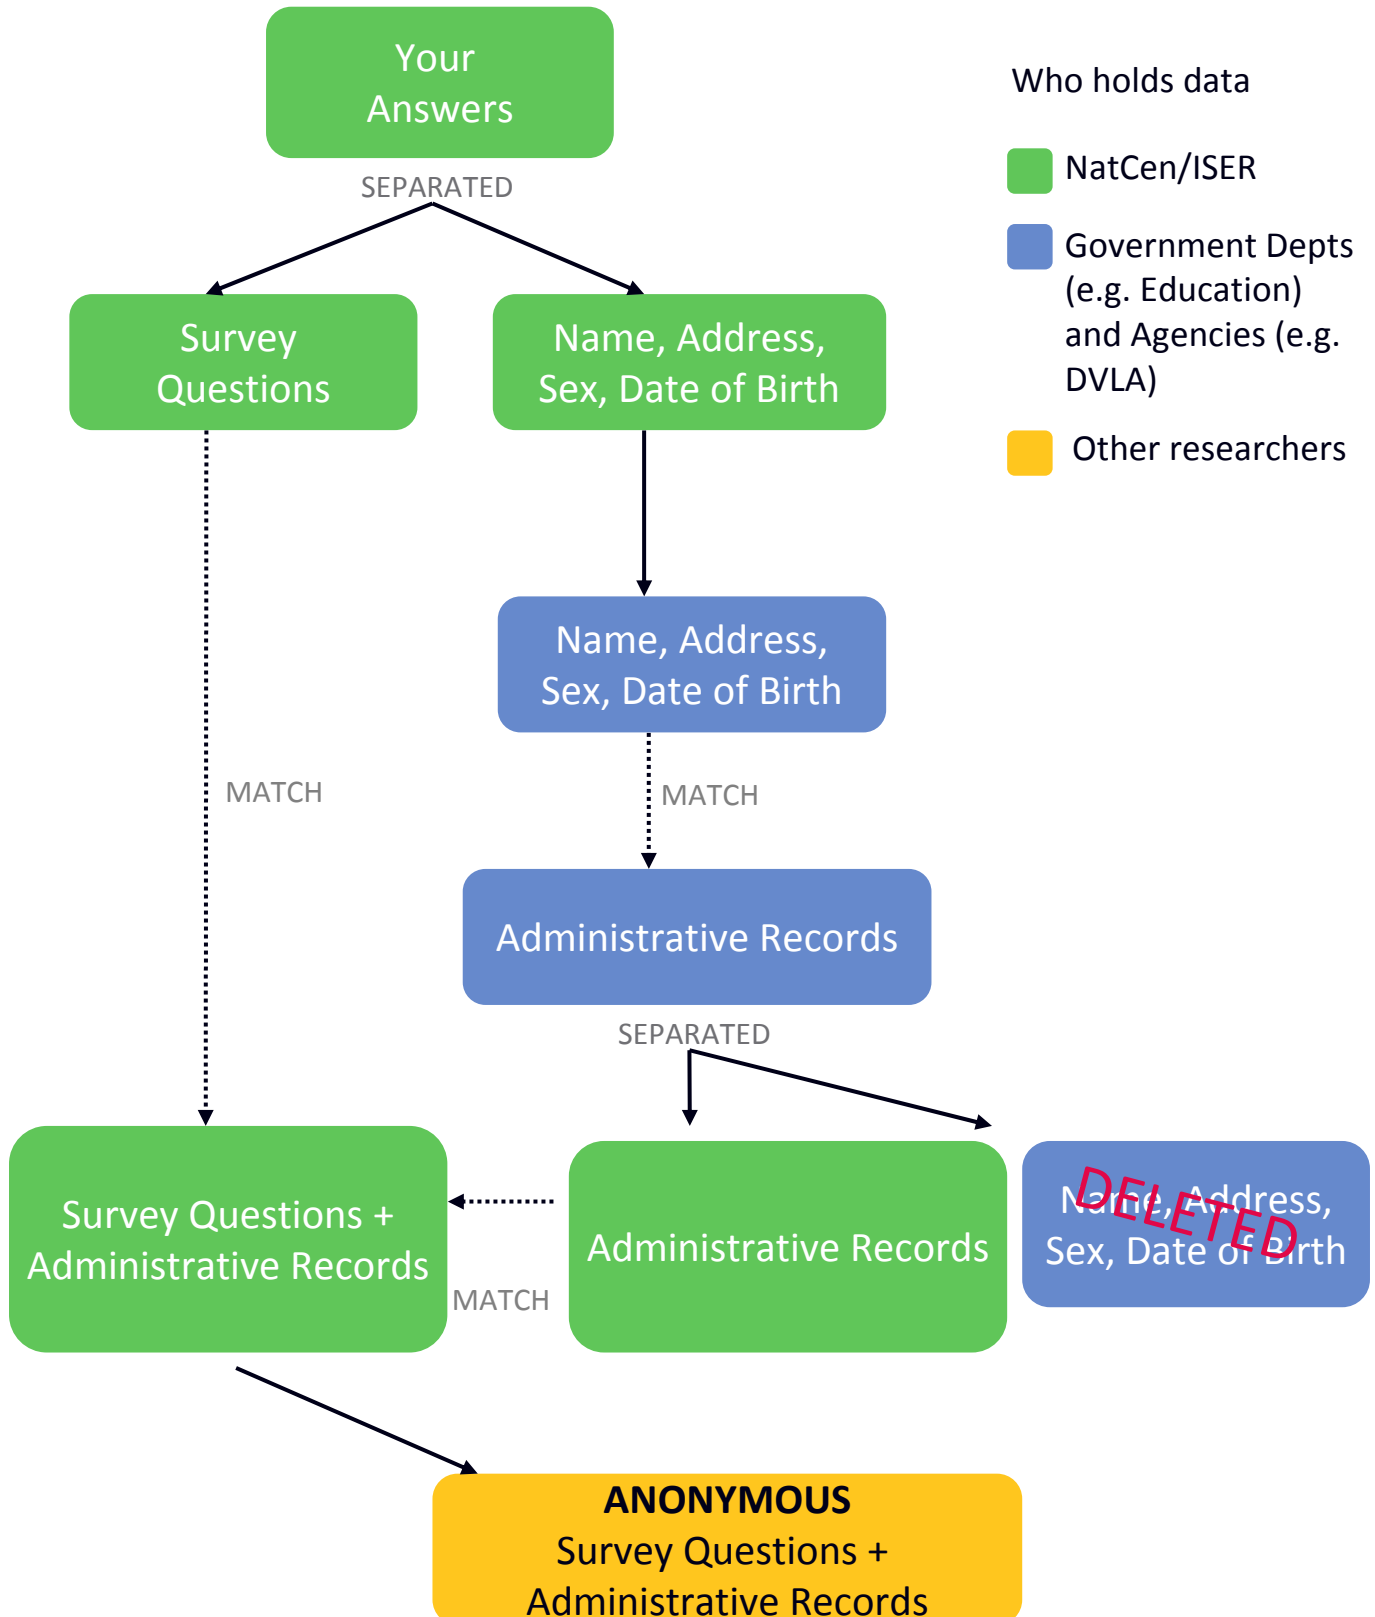 Your
Answers
SEPARATED
Who holds data
NatCen/ISER
Government Depts
(e.g. Education)
and Agencies (e.g.
DVLA)
Other researchers
Survey
Questions
Name, Address,
Sex, Date of Birth
Name, Address,
Sex, Date of Birth
MATCH
MATCH
Administrative Records
SEPARATED
Survey Questions +
Administrative Records
MATCH
Administrative Records
Name, Address,
Sex, Date of Birth
DELETED
ANONYMOUS
Survey Questions +
Administrative Records